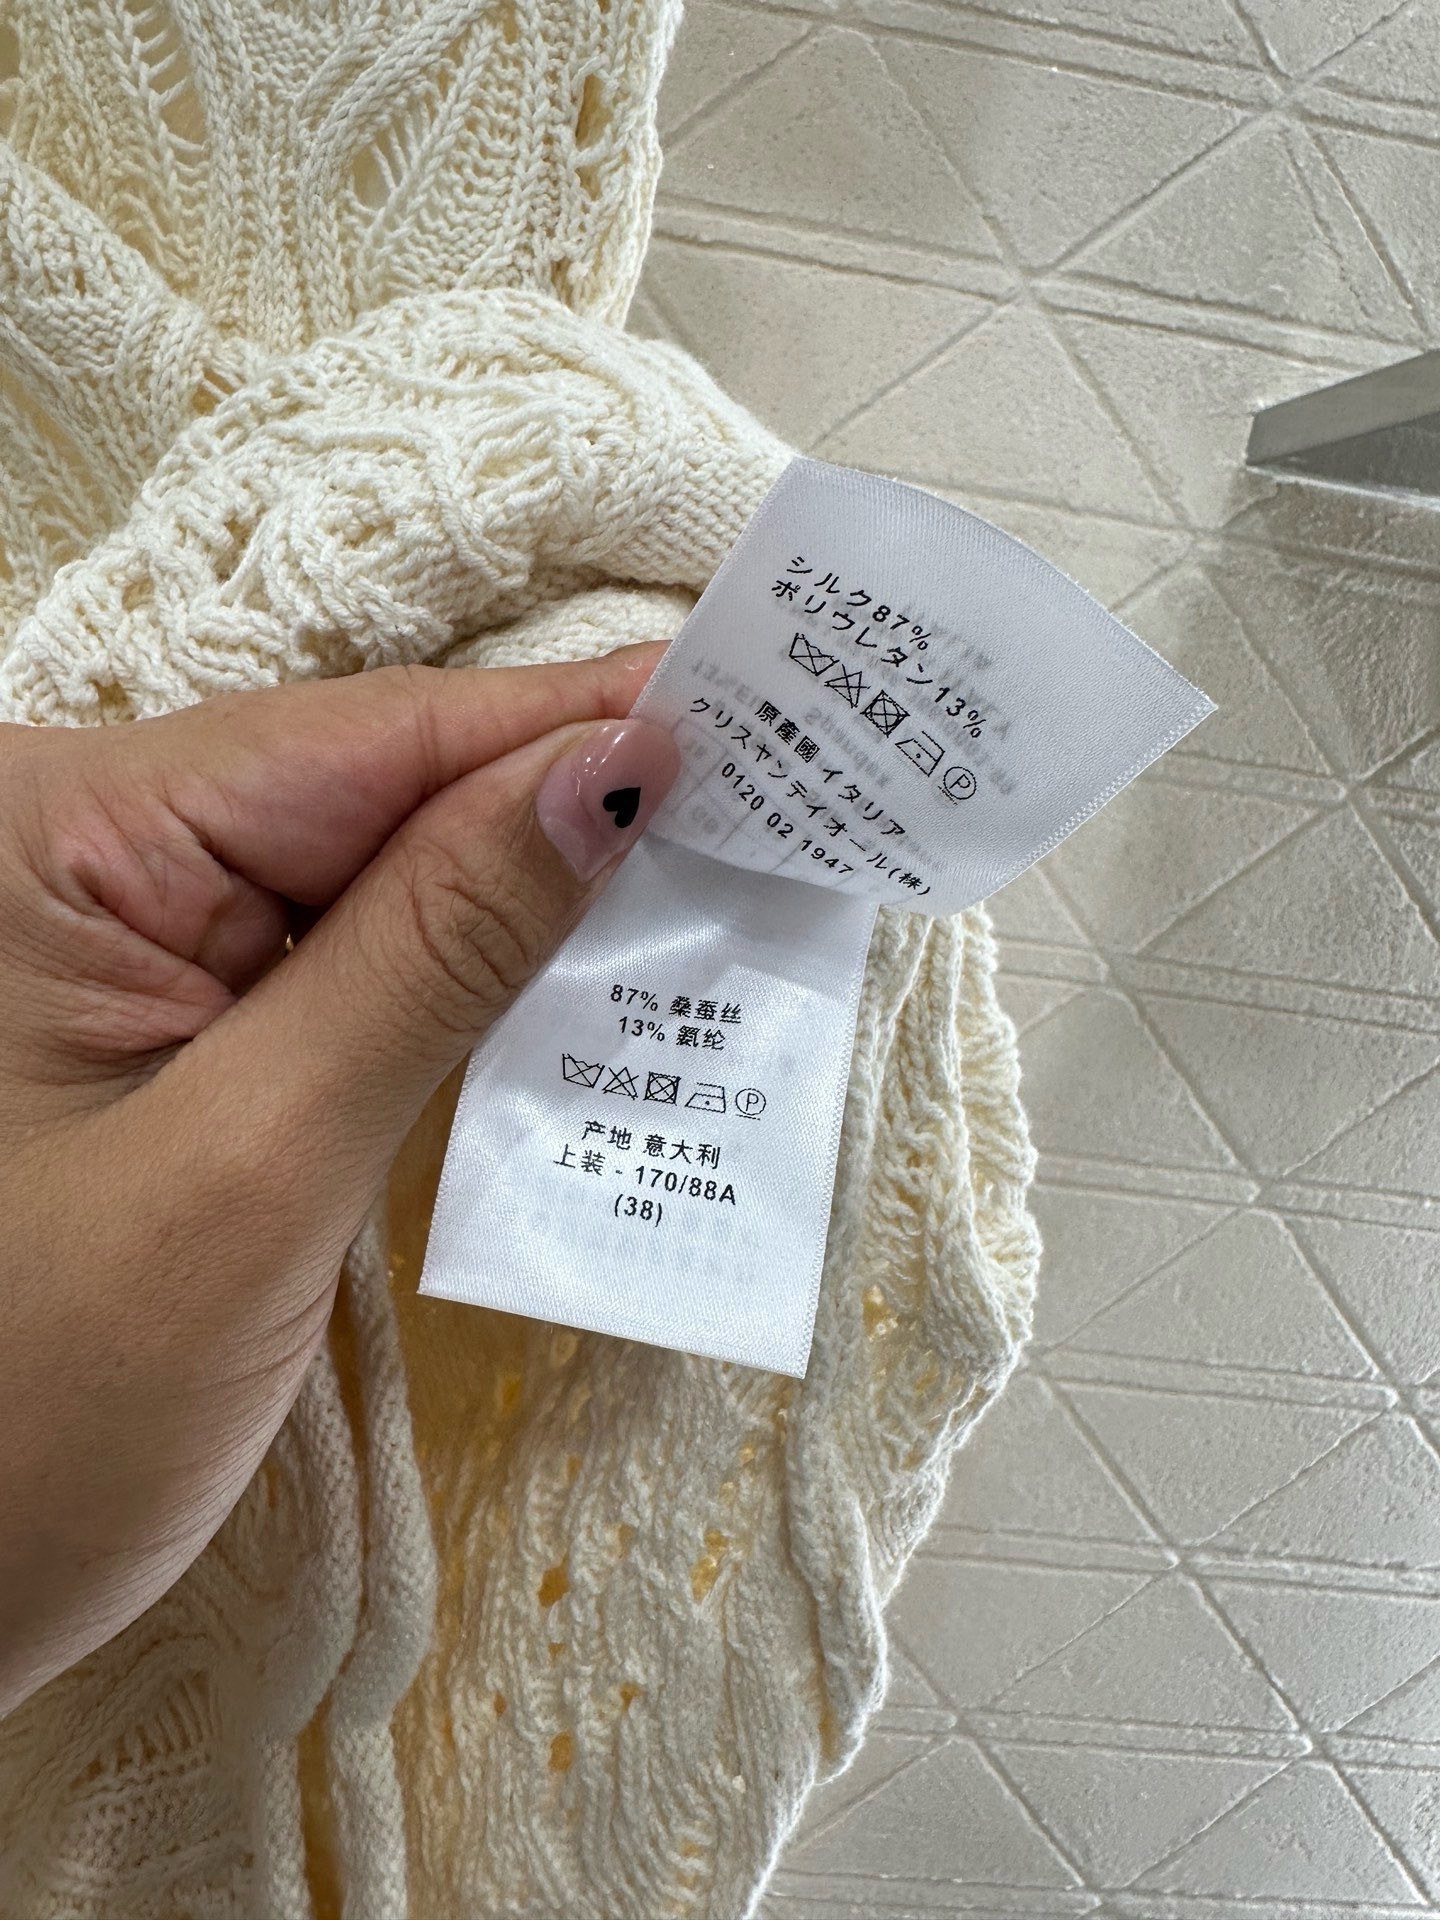 シルク87%
ポリウレタン13%
P
原産國 イタリア
クリスヤンディオール(株)
0120 02 1947
87% 桑蚕丝
13% 氨纶
P
产地 意大利
上装 - 170/88A
(38)